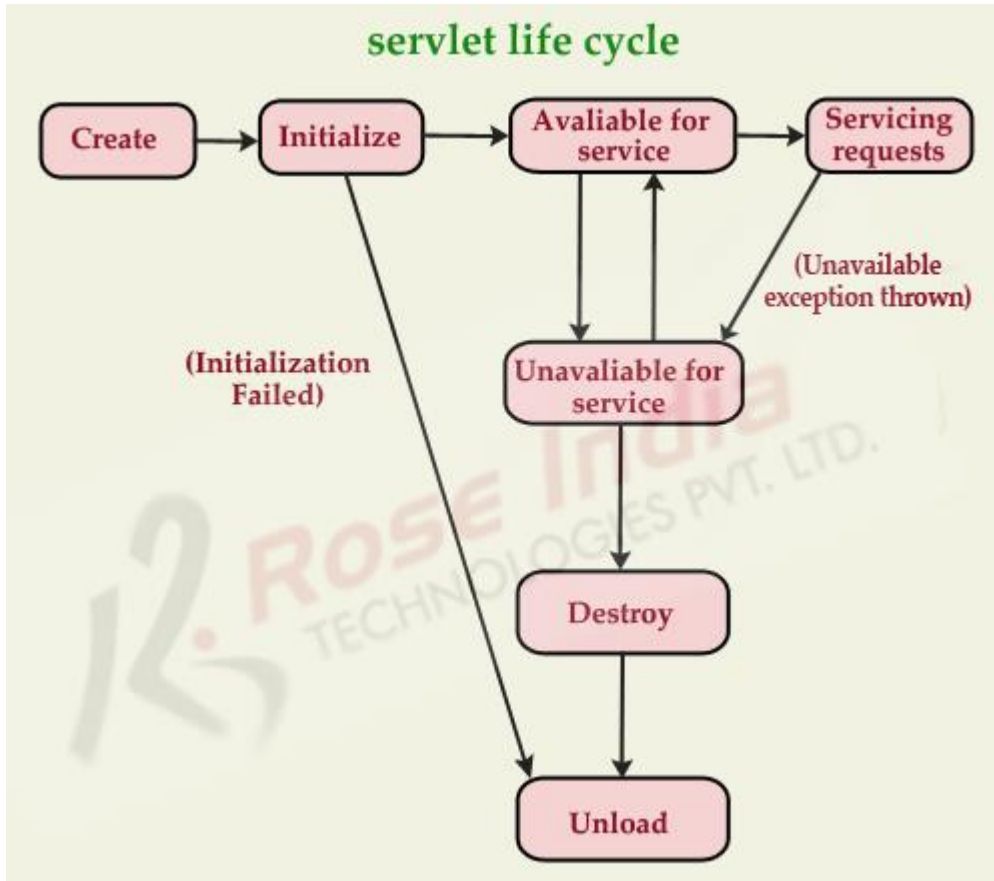 servlet life cycle
Create
Initialize
Avaliable for
service
Servicing
requests
(Unavailable
exception thrown)
(Initialization
Failed)
Unavaliable for
service
Rose India
TECHNOLOGIES PVT. LTD.
Destroy
Unload